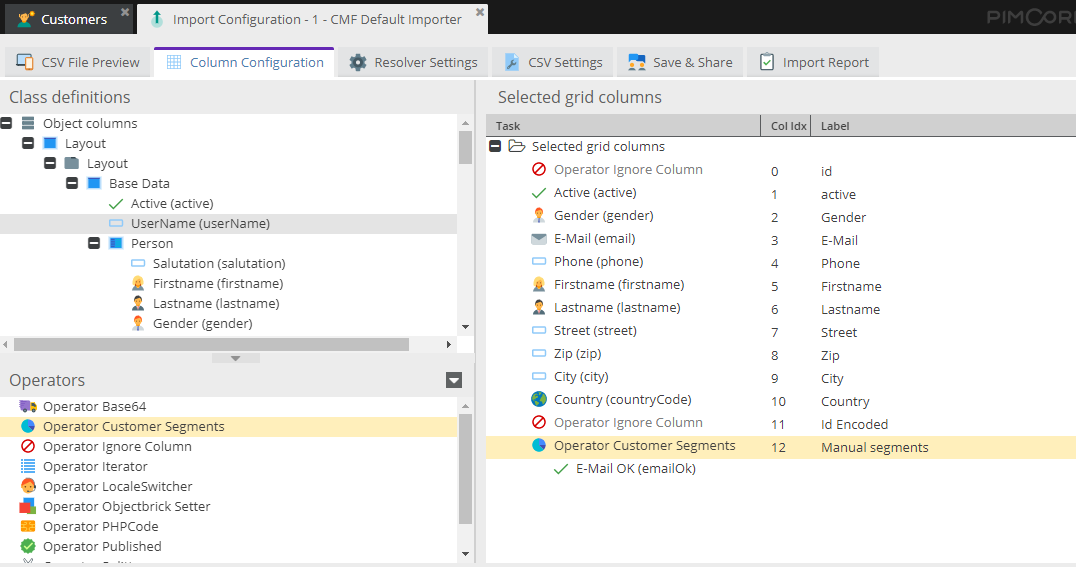 Customers
Import Configuration - 1 - CMF Default Importer
CSV File Preview
Column Configuration
Resolver Settings
CSV Settings
Save & Share
Import Report
Class definitions
Object columns
Layout
Layout
Base Data
Active (active)
UserName (userName)
Person
Salutation (salutation)
Firstname (firstname)
Lastname (lastname)
Gender (gender)
Operators
Operator Base64
Operator Customer Segments
Operator Ignore Column
Operator Iterator
Operator LocaleSwitcher
Operator Objectbrick Setter
Operator PHPCode
Operator Published
Selected grid columns
Task Col Idx Label
Selected grid columns
Operator Ignore Column 0 id
Active (active) 1 active
Gender (gender) 2 Gender
E-Mail (email) 3 E-Mail
Phone (phone) 4 Phone
Firstname (firstname) 5 Firstname
Lastname (lastname) 6 Lastname
Street (street) 7 Street
Zip (zip) 8 Zip
City (city) 9 City
Country (countryCode) 10 Country
Operator Ignore Column 11 Id Encoded
Operator Customer Segments 12 Manual segments
E-Mail OK (emailOk)